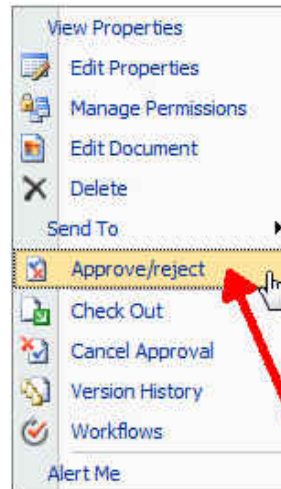 View Properties
Edit Properties
Manage Permissions
Edit Document
Delete
Send To
Approve/reject
Check Out
Cancel Approval
Version History
Workflows
Alert Me